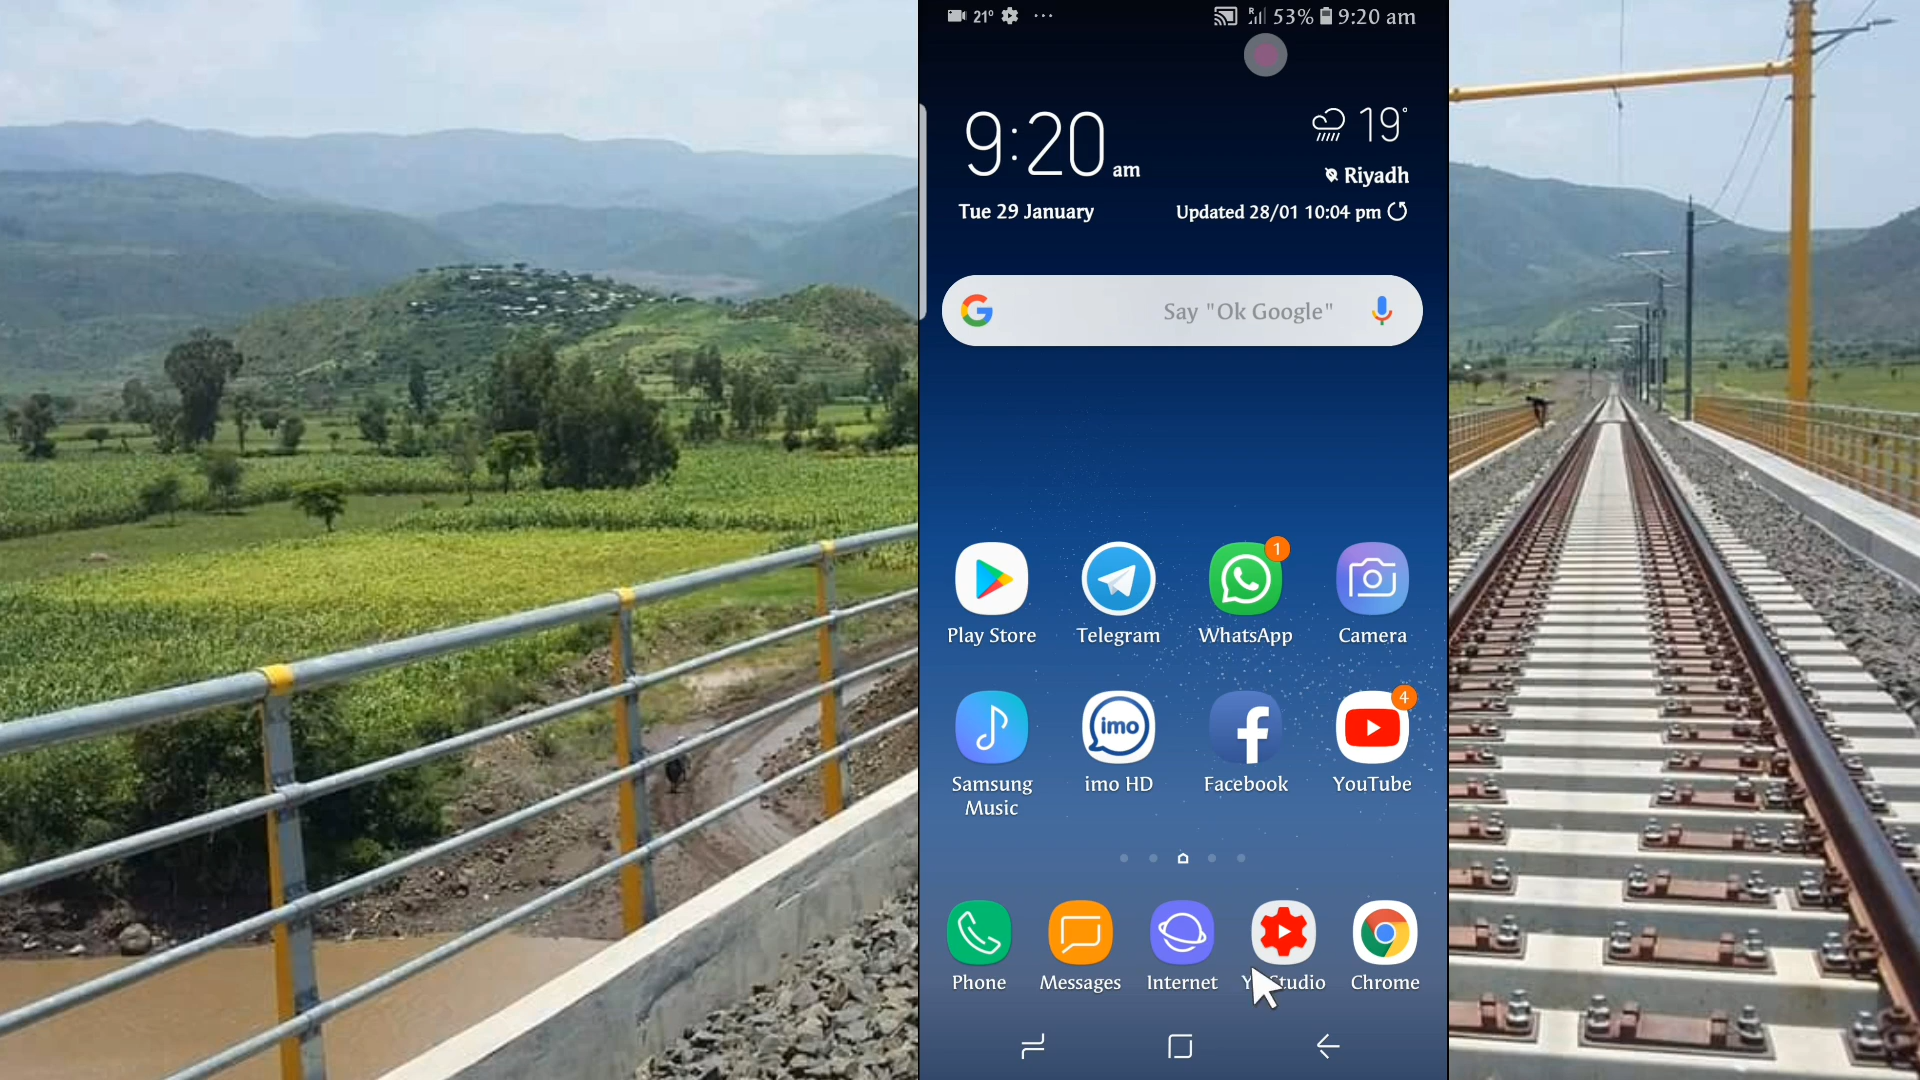 21° ... R 53% 9:20 am
9:20 am
19°
Riyadh
Tue 29 January
Updated 28/01 10:04 pm
Say "Ok Google"
1
Play Store
Telegram
WhatsApp
Camera
4
imo
Samsung
Music
imo HD
Facebook
YouTube
Phone
Messages
Internet
Chrome